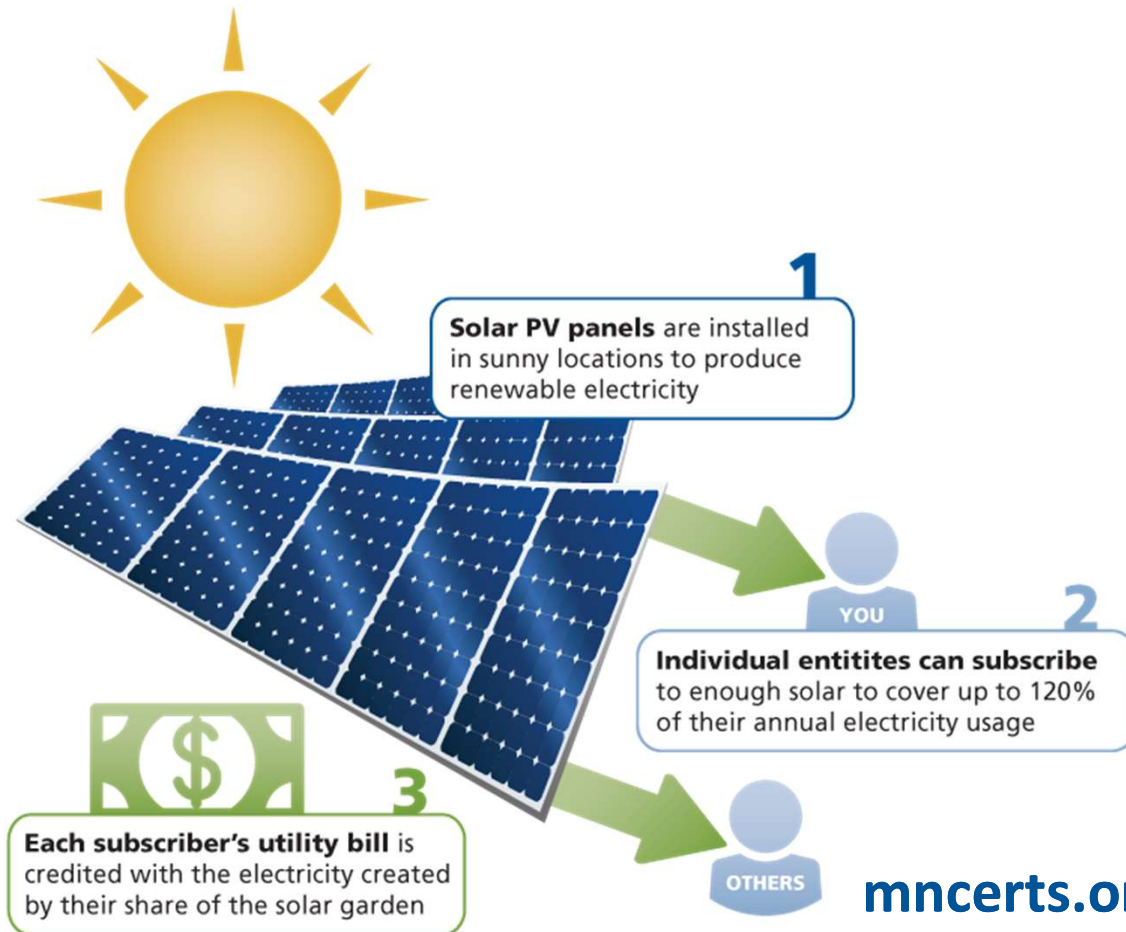 1
Solar PV panels are installed
in sunny locations to produce
renewable electricity
YOU
2
Individual entitites can subscribe
to enough solar to cover up to 120%
of their annual electricity usage
$
3
Each subscriber's utility bill is
credited with the electricity created
by their share of the solar garden
OTHERS
mncerts.or